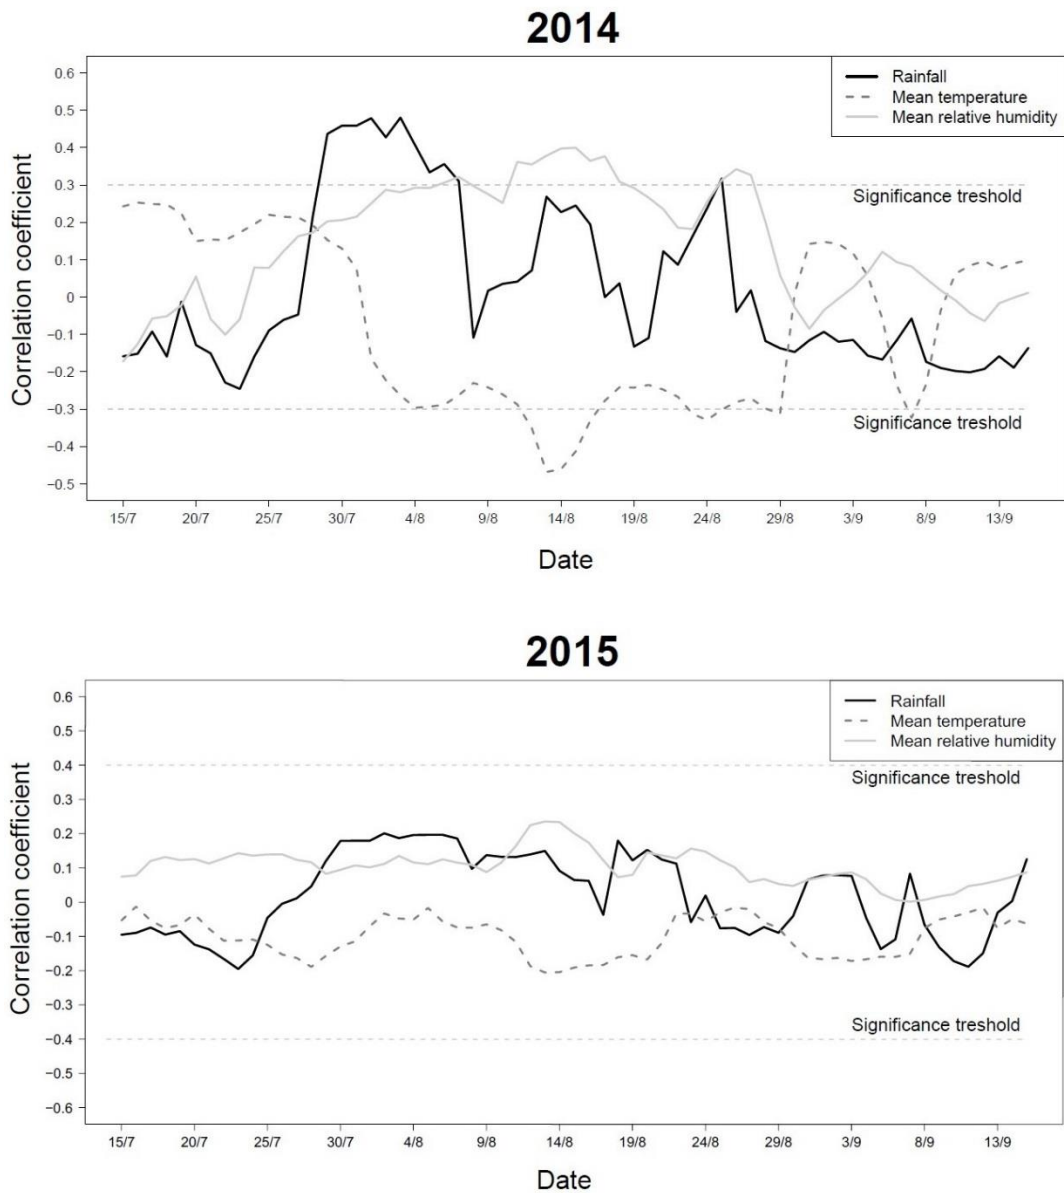 2014
Rainfall
Mean temperature
Mean relative humidity
Correlation coefficient
0.6
0.5
0.4
0.3
0.2
0.1
0
−0.1
−0.2
−0.3
−0.4
−0.5
Significance treshold
Significance treshold
15/7 20/7 25/7 30/7 4/8 9/8 14/8 19/8 24/8 29/8 3/9 8/9 13/9
Date
2015
Rainfall
Mean temperature
Mean relative humidity
Correlation coefficient
0.6
0.5
0.4
0.3
0.2
0.1
0
−0.1
−0.2
−0.3
−0.4
−0.5
−0.6
Significance treshold
Significance treshold
15/7 20/7 25/7 30/7 4/8 9/8 14/8 19/8 24/8 29/8 3/9 8/9 13/9
Date